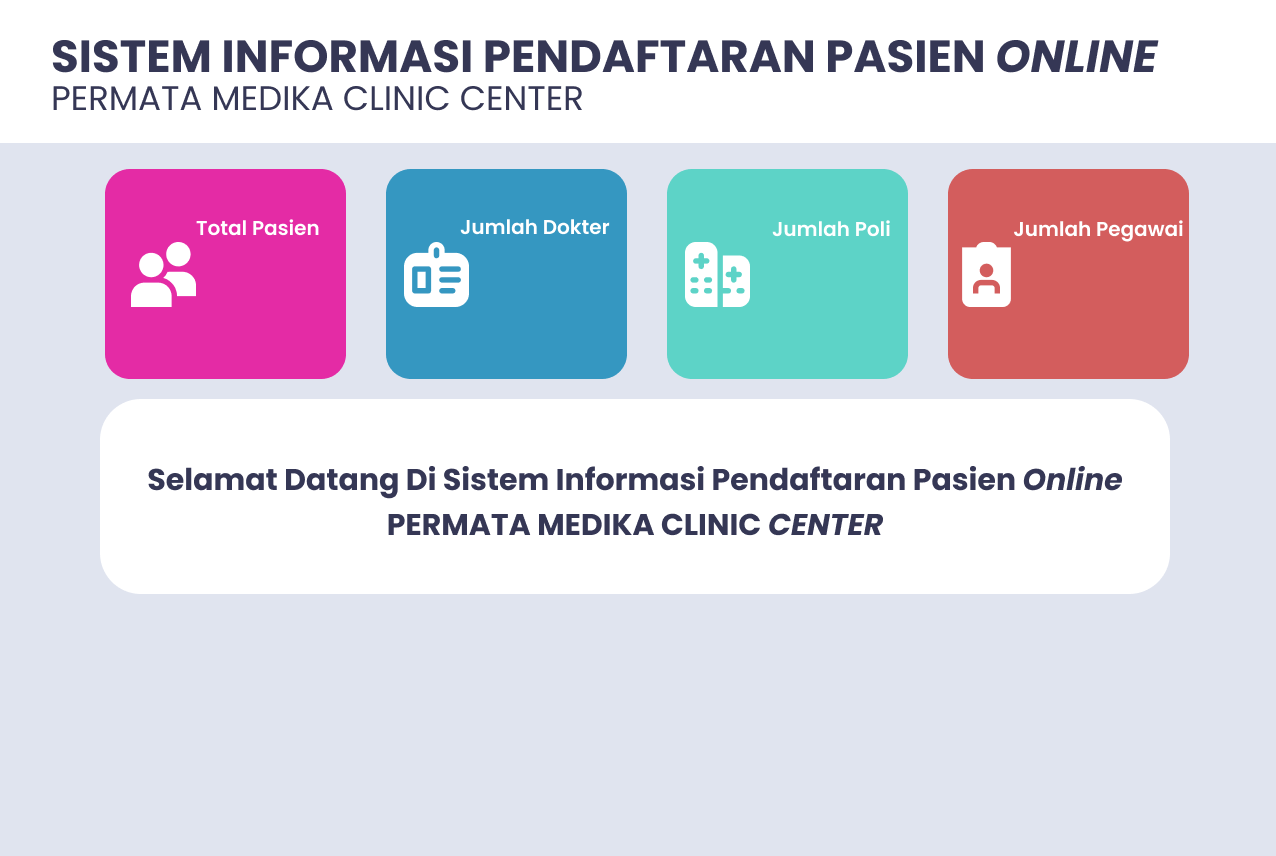 SISTEM INFORMASI PENDAFTARAN PASIEN ONLINE
PERMATA MEDIKA CLINIC CENTER
Total Pasien
Jumlah Dokter
Jumlah Poli
Jumlah Pegawai
Selamat Datang Di Sistem Informasi Pendaftaran Pasien Online
PERMATA MEDIKA CLINIC CENTER